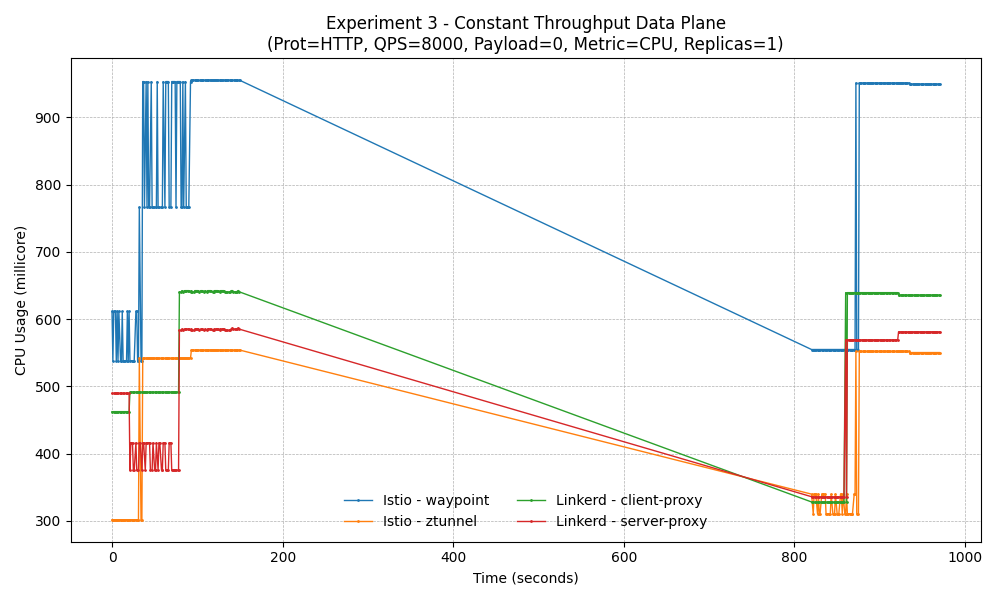 Experiment 3 - Constant Throughput Data Plane
(Prot=HTTP, QPS=8000, Payload=0, Metric=CPU, Replicas=1)
CPU Usage (millicore)
900
800
700
600
500
400
300
Istio - waypoint
Istio - ztunnel
Linkerd - client-proxy
Linkerd - server-proxy
0
200
400
600
800
1000
Time (seconds)